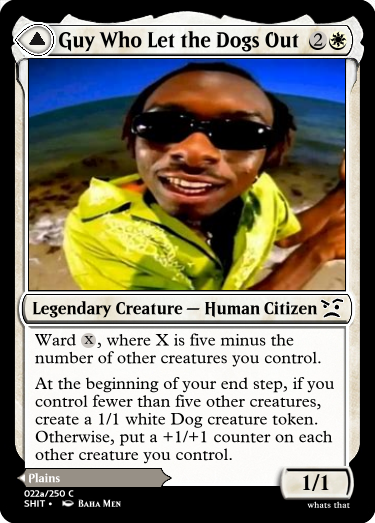 Guy Who Let the Dogs Out 2
Legendary Creature — Human Citizen
Ward X, where X is five minus the
number of other creatures you control.
At the beginning of your end step, if you
control fewer than five other creatures,
create a 1/1 white Dog creature token.
Otherwise, put a +1/+1 counter on each
other creature you control.
Plains
1/1
022a/250 C
SHIT • Baha Men
whats that